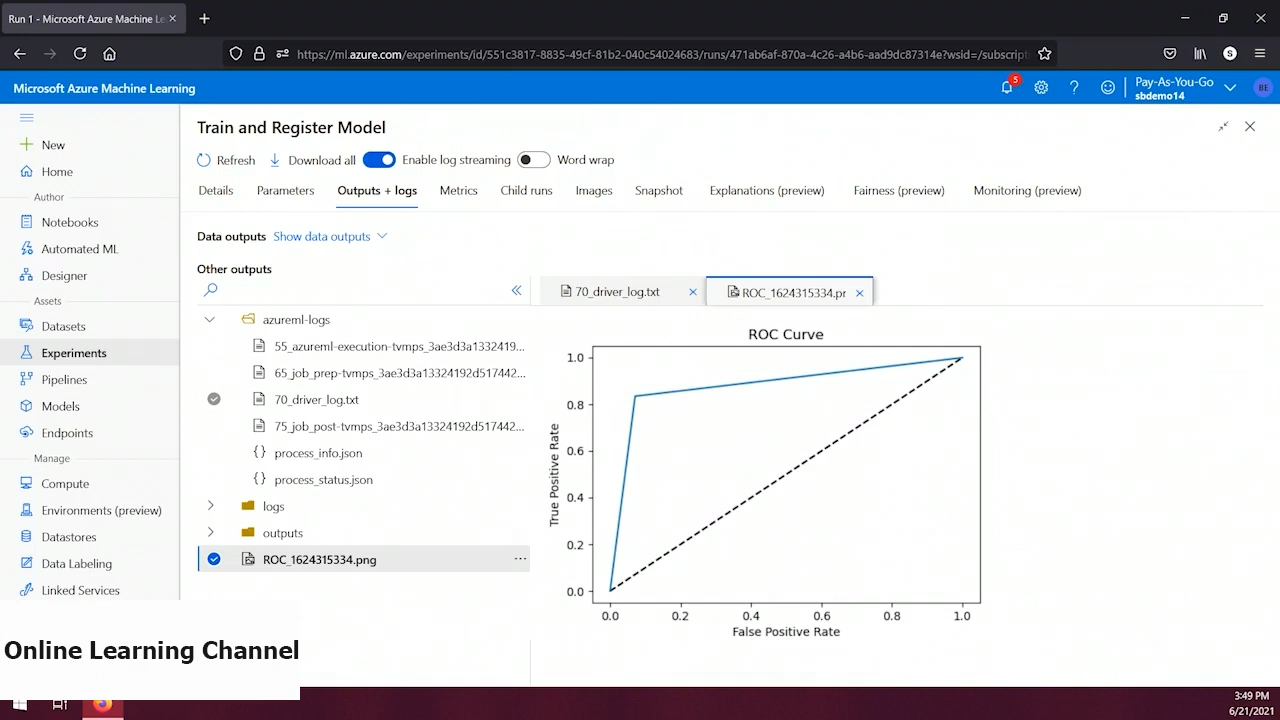 Run 1 - Microsoft Azure Machine Le
https://ml.azure.com/experiments/id/551c3817-8835-49cf-81b2-040c54024683/runs/471ab6af-870a-4c26-a4b6-aad9dc87314e?wsid=/subscript
S
Microsoft Azure Machine Learning
5
Pay-As-You-Go
sbdemo14
BE
New
Home
Author
Notebooks
Automated ML
Designer
Assets
Datasets
Experiments
Pipelines
Models
Endpoints
Manage
Compute
Environments (preview)
Datastores
Data Labeling
Linked Services
Train and Register Model
Refresh Download all Enable log streaming Word wrap
Details Parameters Outputs + logs Metrics Child runs Images Snapshot Explanations (preview) Fairness (preview) Monitoring (preview)
Data outputs Show data outputs
Other outputs
azureml-logs
55_azureml-execution-tvmps_3ae3d3a1332419...
65_job_prep-tvmps_3ae3d3a13324192d517442...
70_driver_log.txt
75_job_post-tvmps_3ae3d3a13324192d517442...
{} process_info.json
{} process_status.json
logs
outputs
ROC_1624315334.png ...
70_driver_log.txt
ROC_1624315334.pr
ROC Curve
True Positive Rate
1.0
0.8
0.6
0.4
0.2
0.0
0.0 0.2 0.4 0.6 0.8 1.0
False Positive Rate
Online Learning Channel
3:49 PM
6/21/2021